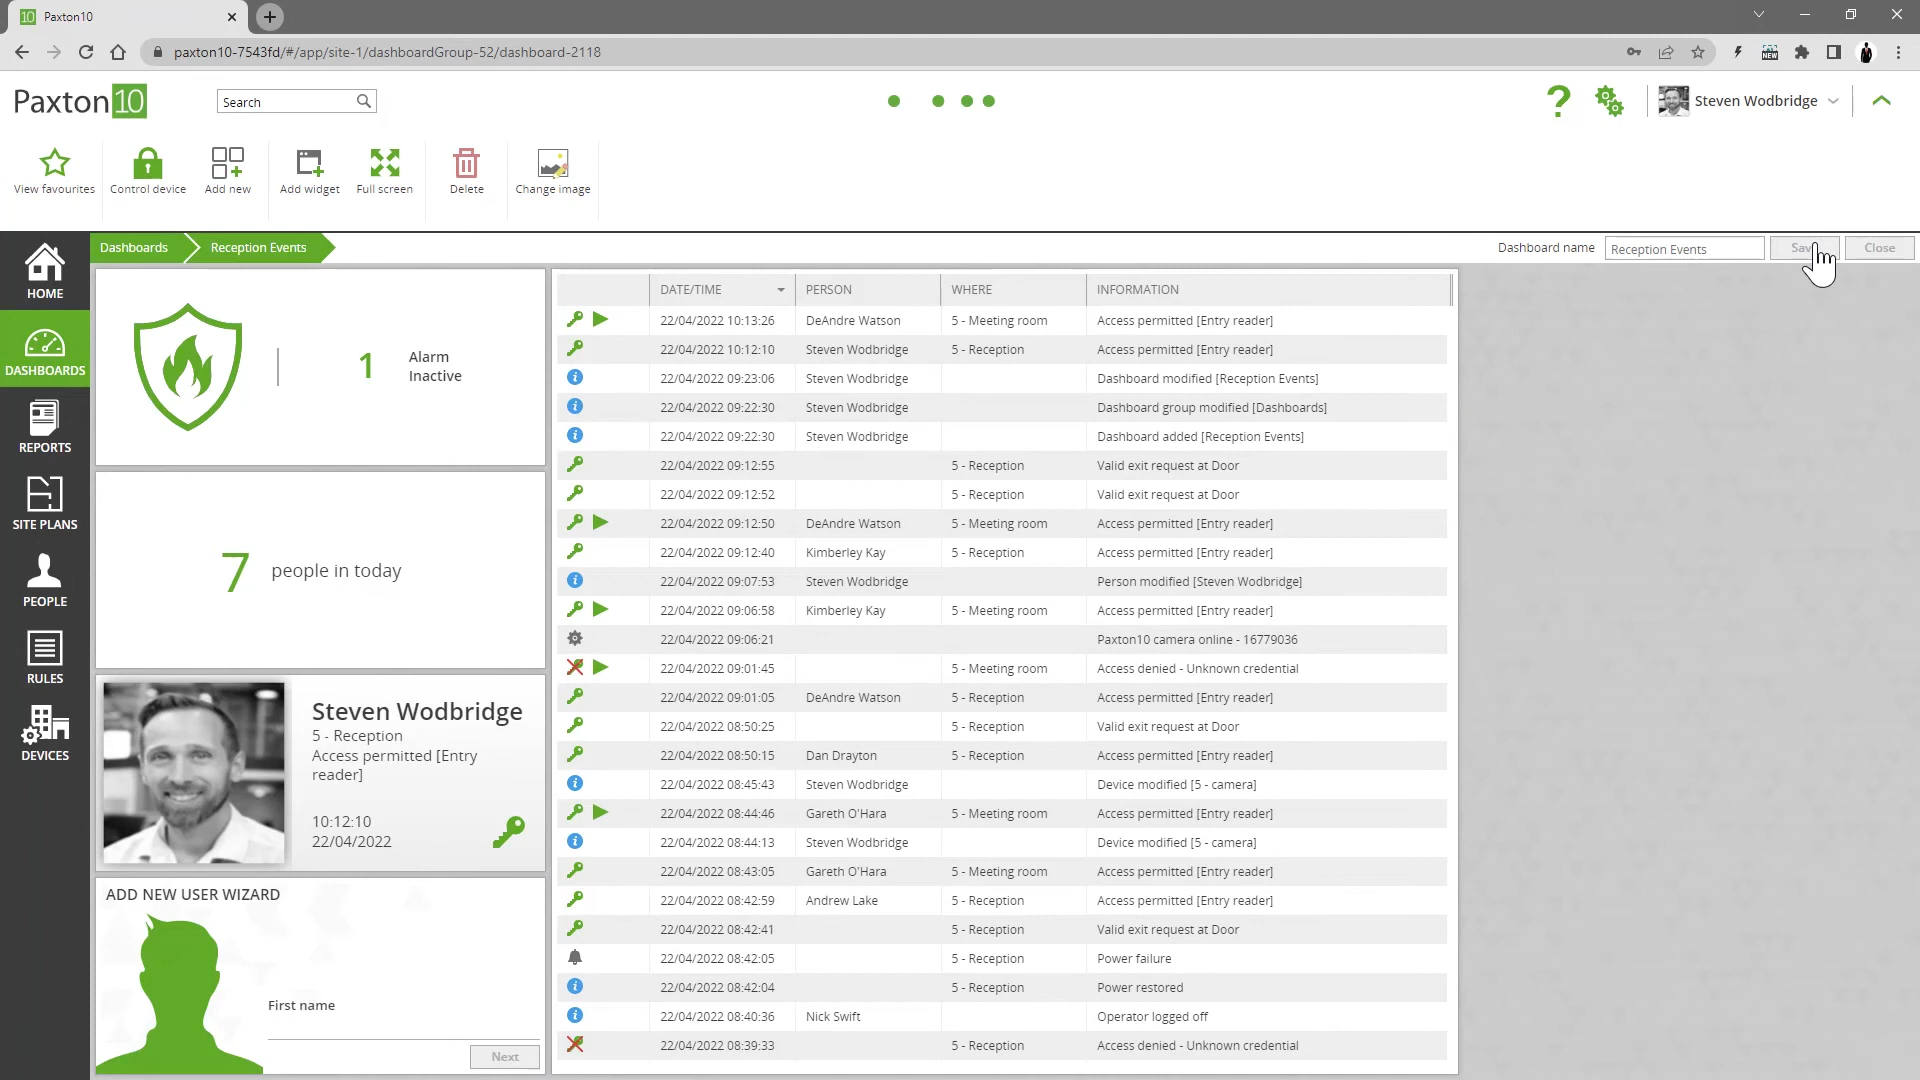 Paxton10
paxton10-7543fd/#/app/site-1/dashboardGroup-52/dashboard-2118
NEW
Paxton 10
Search
?
Steven Wodbridge
View favourites
Control device
Add new
Add widget
Full screen
Delete
Change image
HOME
DASHBOARDS
REPORTS
SITE PLANS
PEOPLE
RULES
DEVICES
Dashboards
Reception Events
Dashboard name
Reception Events
Close
1
Alarm
Inactive
7 people in today
Steven Wodbridge
5 - Reception
Access permitted [Entry
reader]
10:12:10
22/04/2022
ADD NEW USER WIZARD
First name
Next
DATE/TIME PERSON WHERE INFORMATION
22/04/2022 10:13:26 DeAndre Watson 5 - Meeting room Access permitted [Entry reader]
22/04/2022 10:12:10 Steven Wodbridge 5 - Reception Access permitted [Entry reader]
22/04/2022 09:23:06 Steven Wodbridge Dashboard modified [Reception Events]
22/04/2022 09:22:30 Steven Wodbridge Dashboard group modified [Dashboards]
22/04/2022 09:22:30 Steven Wodbridge Dashboard added [Reception Events]
22/04/2022 09:12:55 5 - Reception Valid exit request at Door
22/04/2022 09:12:52 5 - Reception Valid exit request at Door
22/04/2022 09:12:50 DeAndre Watson 5 - Meeting room Access permitted [Entry reader]
22/04/2022 09:12:40 Kimberley Kay 5 - Reception Access permitted [Entry reader]
22/04/2022 09:07:53 Steven Wodbridge Person modified [Steven Wodbridge]
22/04/2022 09:06:58 Kimberley Kay 5 - Meeting room Access permitted [Entry reader]
22/04/2022 09:06:21 Paxton10 camera online - 16779036
22/04/2022 09:01:45 5 - Meeting room Access denied - Unknown credential
22/04/2022 09:01:05 DeAndre Watson 5 - Reception Access permitted [Entry reader]
22/04/2022 08:50:25 5 - Reception Valid exit request at Door
22/04/2022 08:50:15 Dan Drayton 5 - Reception Access permitted [Entry reader]
22/04/2022 08:45:43 Steven Wodbridge Device modified [5 - camera]
22/04/2022 08:44:46 Gareth O'Hara 5 - Meeting room Access permitted [Entry reader]
22/04/2022 08:44:13 Steven Wodbridge Device modified [5 - camera]
22/04/2022 08:43:05 Gareth O'Hara 5 - Meeting room Access permitted [Entry reader]
22/04/2022 08:42:59 Andrew Lake 5 - Reception Access permitted [Entry reader]
22/04/2022 08:42:41 5 - Reception Valid exit request at Door
22/04/2022 08:42:05 5 - Reception Power failure
22/04/2022 08:42:04 5 - Reception Power restored
22/04/2022 08:40:36 Nick Swift Operator logged off
22/04/2022 08:39:33 5 - Reception Access denied - Unknown credential